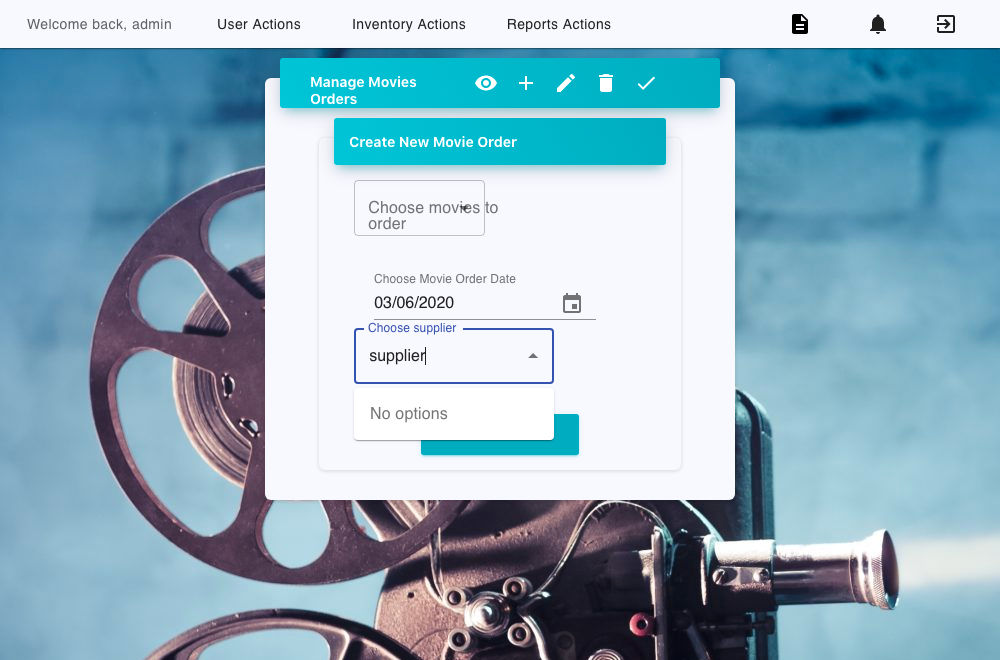 Welcome back, admin
User Actions
Inventory Actions
Reports Actions
Manage Movies
Orders
Create New Movie Order
Choose movies to
order
Choose Movie Order Date
03/06/2020
Choose supplier
supplier
No options